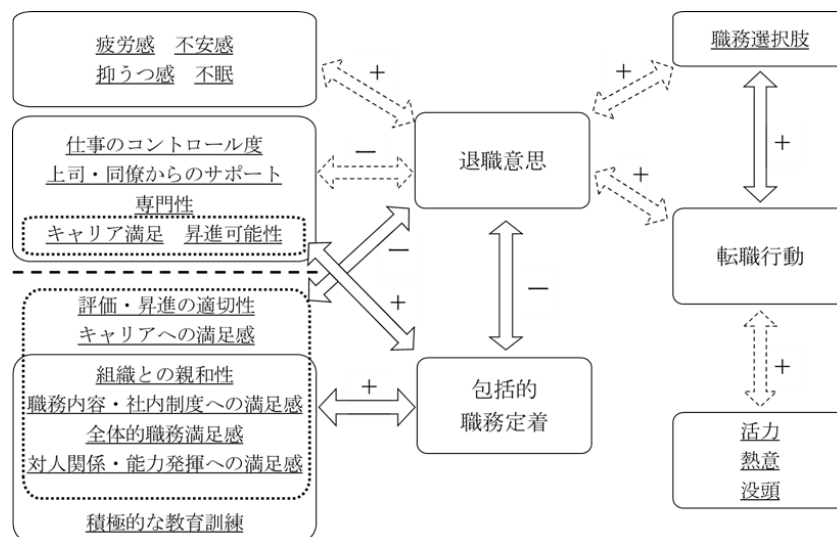 疲労感　不安感
抑うつ感　不眠
+
仕事のコントロール度
上司・同僚からのサポート
専門性
キャリア満足　昇進可能性
−
退職意思
+
職務選択肢
+
+
転職行動
−
+
−
評価・昇進の適切性
キャリアへの満足感
組織との親和性
職務内容・社内制度への満足感
全体的職務満足感
対人関係・能力発揮への満足感
積極的な教育訓練
+
包括的
職務定着
+
活力
熱意
没頭